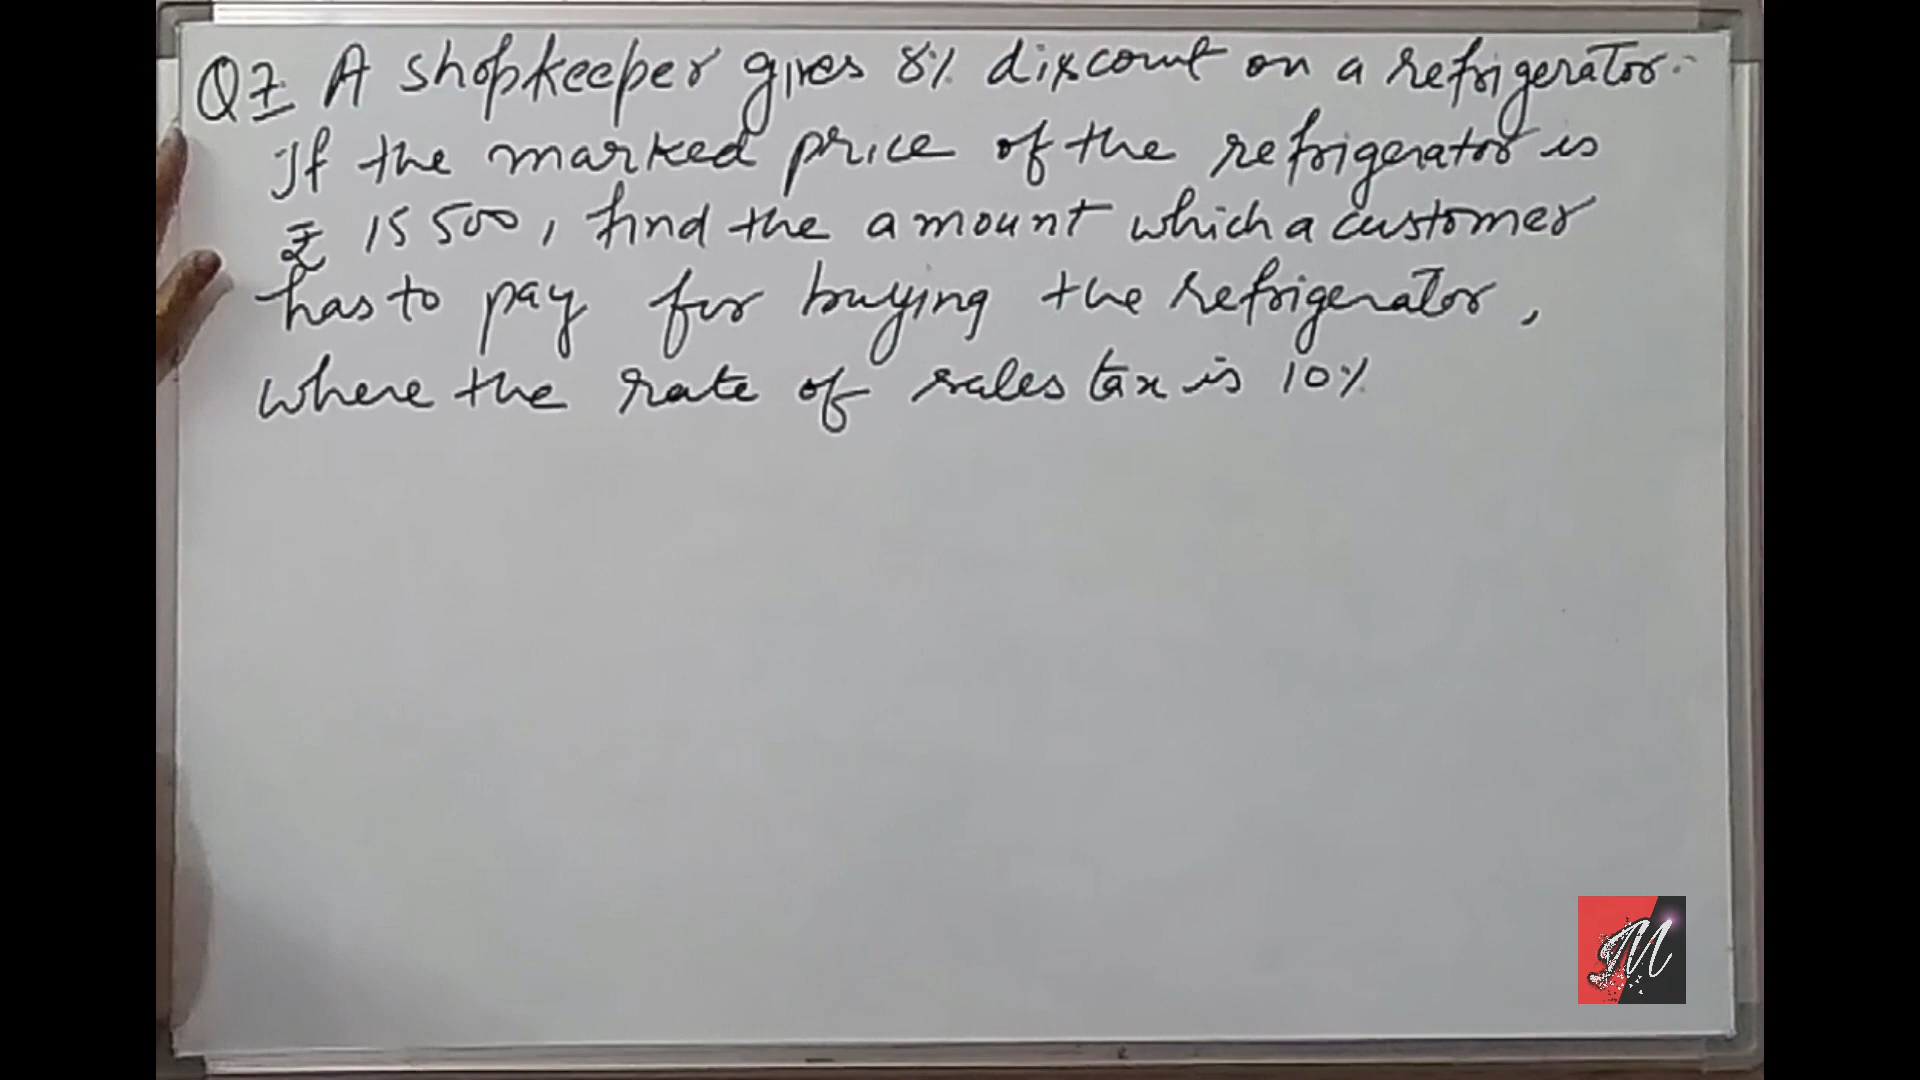 Q7. A shopkeeper gives 8% discount on a refrigerator.
If the marked price of the refrigerator is
₹ 15500, find the amount which a customer
has to pay for buying the refrigerator,
where the rate of sales tax is 10%
M